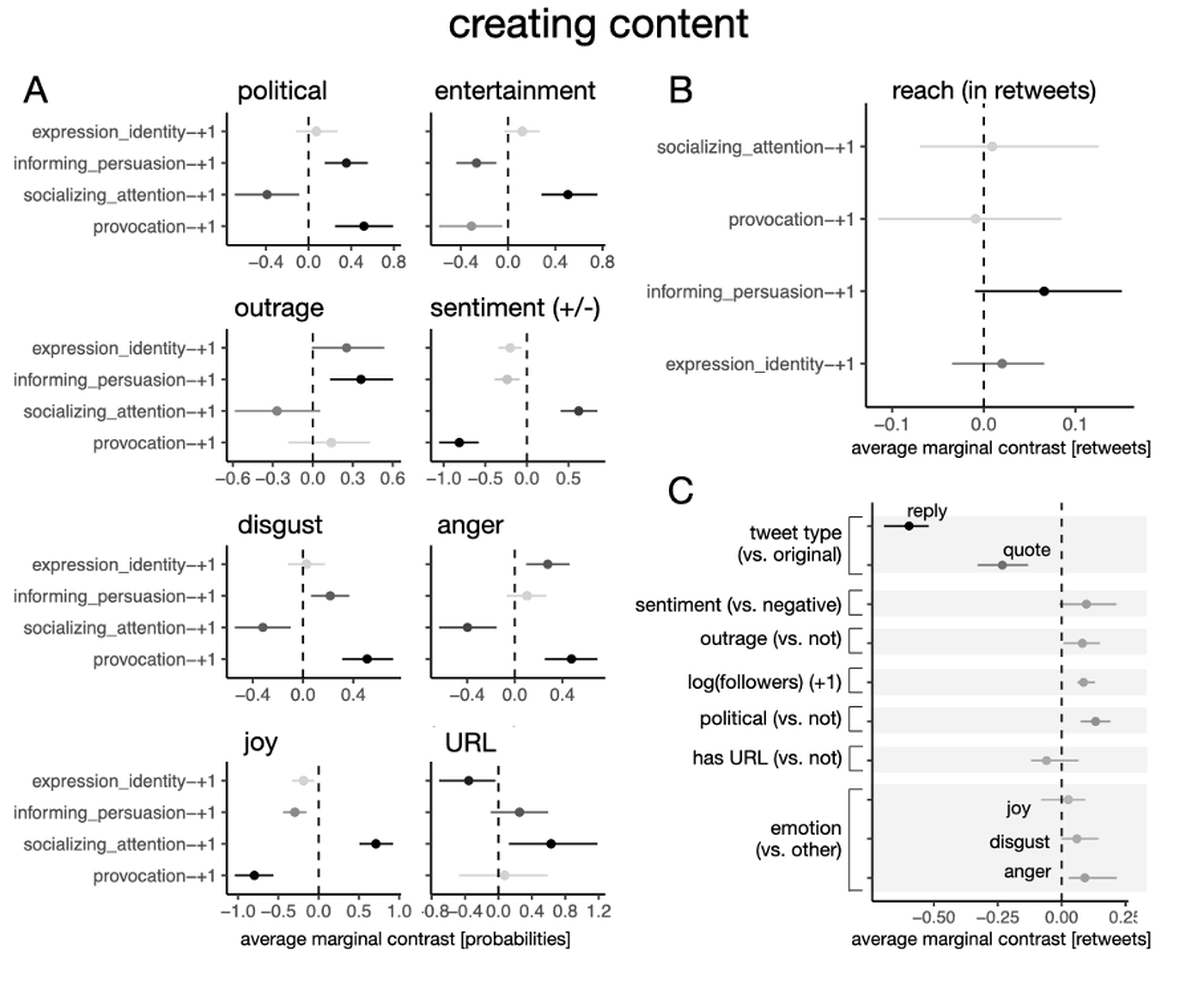 creating content
A
political
entertainment
expression_identity−+1
informing_persuasion−+1
socializing_attention−+1
provocation−+1
−0.4 0.0 0.4 0.8
−0.4 0.0 0.4 0.8
outrage
sentiment (+/-)
expression_identity−+1
informing_persuasion−+1
socializing_attention−+1
provocation−+1
−0.6 −0.3 0.0 0.3 0.6
−1.0 −0.5 0.0 0.5
disgust
anger
expression_identity−+1
informing_persuasion−+1
socializing_attention−+1
provocation−+1
−0.4 0.0 0.4
−0.4 0.0 0.4
joy
URL
expression_identity−+1
informing_persuasion−+1
socializing_attention−+1
provocation−+1
−1.0 −0.5 0.0 0.5 1.0
-0.8−0.4 0.0 0.4 0.8 1.2
average marginal contrast [probabilities]
B
reach (in retweets)
socializing_attention−+1
provocation−+1
informing_persuasion−+1
expression_identity−+1
−0.1 0.0 0.1
average marginal contrast [retweets]
C
tweet type
(vs. original)
reply
quote
sentiment (vs. negative)
outrage (vs. not)
log(followers) (+1)
political (vs. not)
has URL (vs. not)
emotion
(vs. other)
joy
disgust
anger
−0.50 −0.25 0.00 0.25
average marginal contrast [retweets]